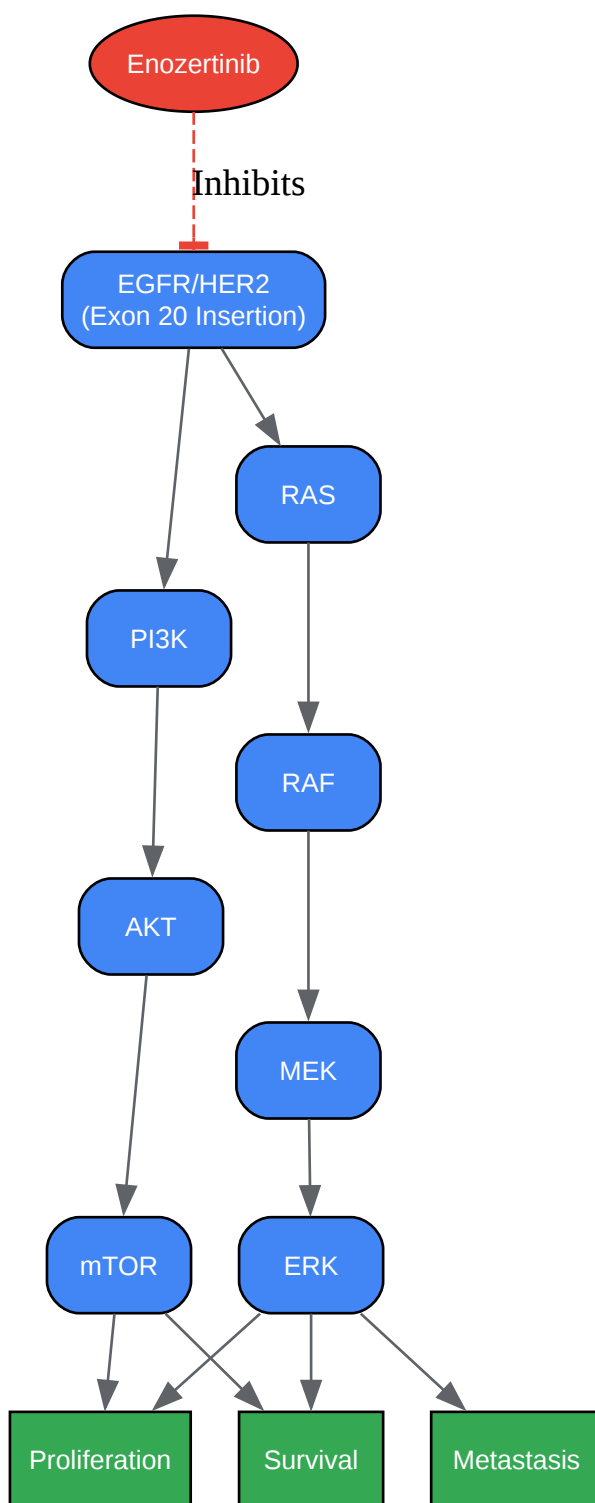 Enozertinib
Inhibits
EGFR/HER2
(Exon 20 Insertion)
RAS
PI3K
RAF
AKT
MEK
mTOR
ERK
Proliferation
Survival
Metastasis